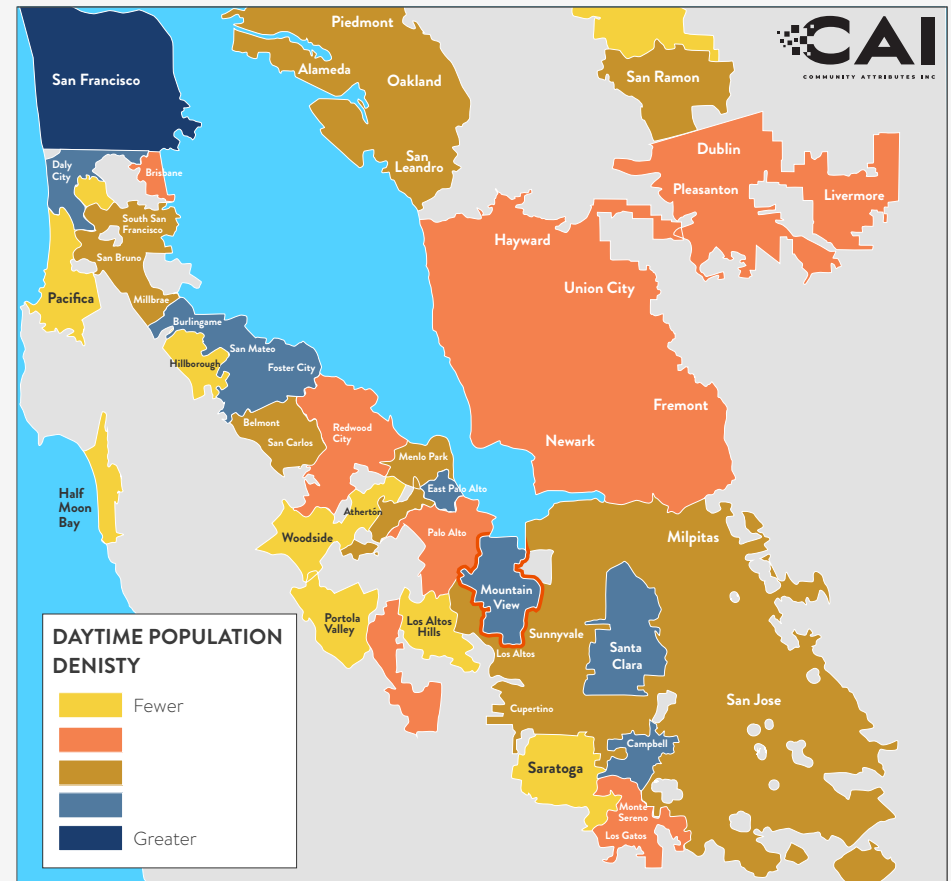 Piedmont
CAI
COMMUNITY ATTRIBUTES INC
San Francisco
Alameda
Oakland
San Ramon
San
Leandro
Dublin
Daly
City
Brisbane
Pleasanton
Livermore
South San
Francisco
Hayward
San Bruno
Union City
Pacifica
Millbrae
Burlingame
San Mateo
Hillborough
Foster City
Fremont
Belmont
Redwood
City
San Carlos
Newark
Menlo Park
East Palo Alto
Half
Moon
Bay
Atherton
Woodside
Palo Alto
Milpitas
Mountain
View
Portola
Valley
Los Altos
Hills
Sunnyvale
Los Altos
Santa
Clara
San Jose
Cupertino
Campbell
Saratoga
Monte
Sereno
Los Gatos
DAYTIME POPULATION
DENISTY
Fewer
Greater